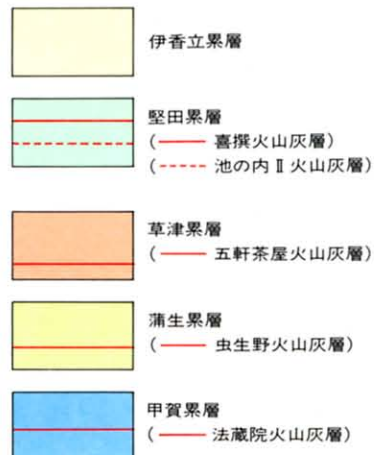 伊香立累層
堅田累層
(—— 喜撰火山灰層)
(----- 池の内Ⅱ火山灰層)
草津累層
(—— 五軒茶屋火山灰層)
蒲生累層
(—— 虫生野火山灰層)
甲賀累層
(—— 法蔵院火山灰層)